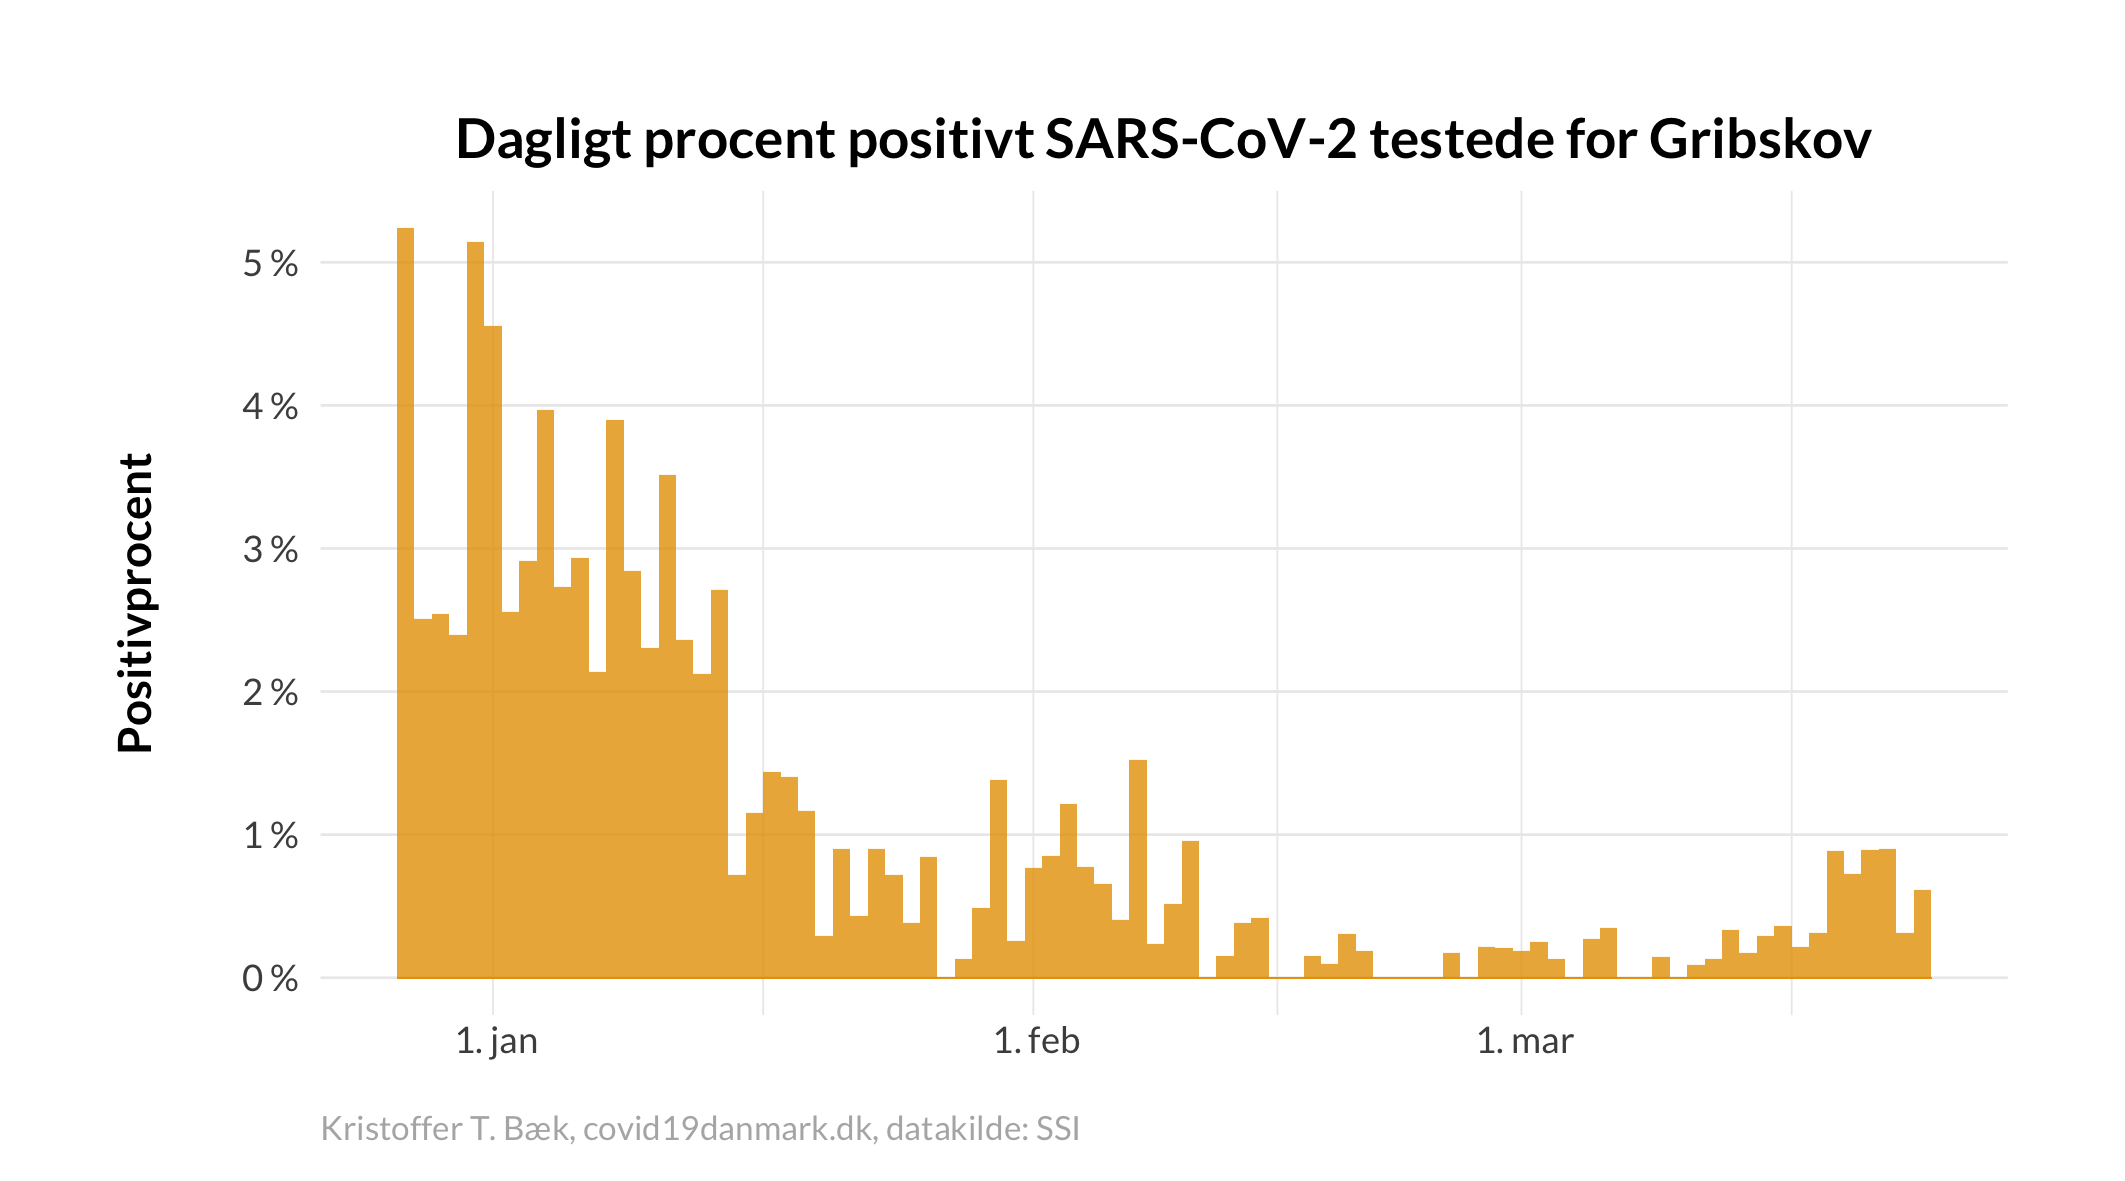 Dagligt procent positivt SARS-CoV-2 testede for Gribskov
Positivprocent
5 %
4 %
3 %
2 %
1 %
0 %
1. jan
1. feb
1. mar
Kristoffer T. Bæk, covid19danmark.dk, datakilde: SSI